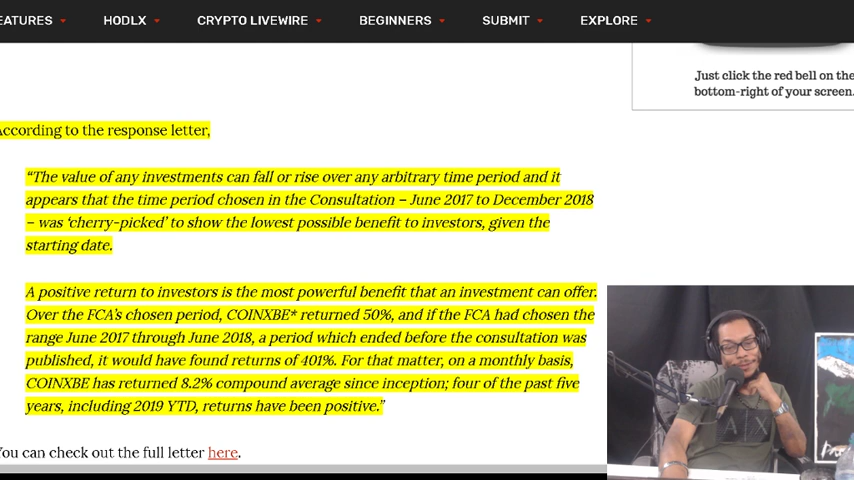 EATURES HODLX CRYPTO LIVEWIRE BEGINNERS SUBMIT EXPLORE
Just click the red bell on the
bottom-right of your screen.
According to the response letter,
“The value of any investments can fall or rise over any arbitrary time period and it
appears that the time period chosen in the Consultation – June 2017 to December 2018
– was ‘cherry-picked’ to show the lowest possible benefit to investors, given the
starting date.
A positive return to investors is the most powerful benefit that an investment can offer.
Over the FCA’s chosen period, COINXBE* returned 50%, and if the FCA had chosen the
range June 2017 through June 2018, a period which ended before the consultation was
published, it would have found returns of 401%. For that matter, on a monthly basis,
COINXBE has returned 8.2% compound average since inception; four of the past five
years, including 2019 YTD, returns have been positive.”
You can check out the full letter here.